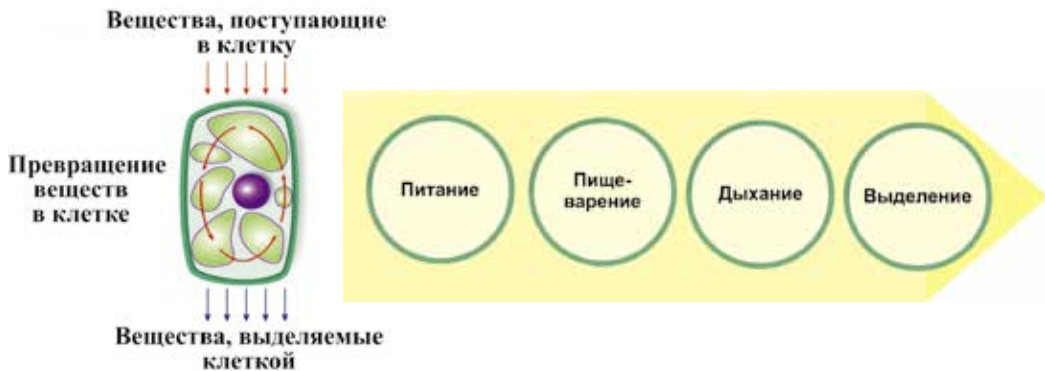 Вещества, поступающие
в клетку
Превращение
веществ
в клетке
Вещества, выделяемые
клеткой
Питание
Пище-
варение
Дыхание
Выделение